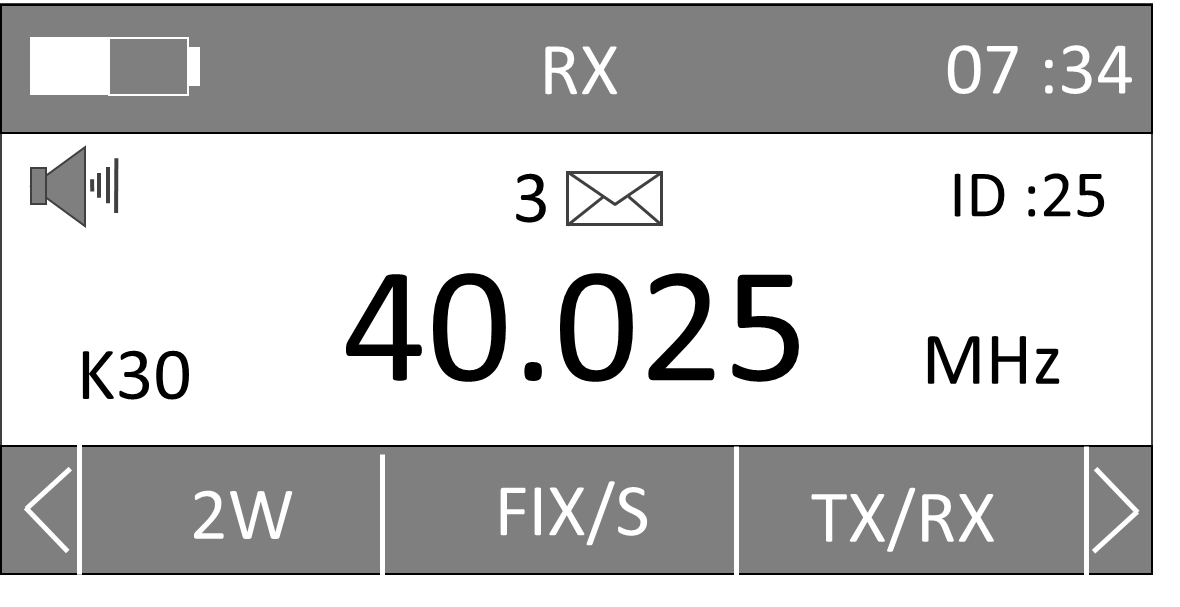 RX 07 :34
3 ID :25
K30 40.025 MHz
2W FIX/S TX/RX